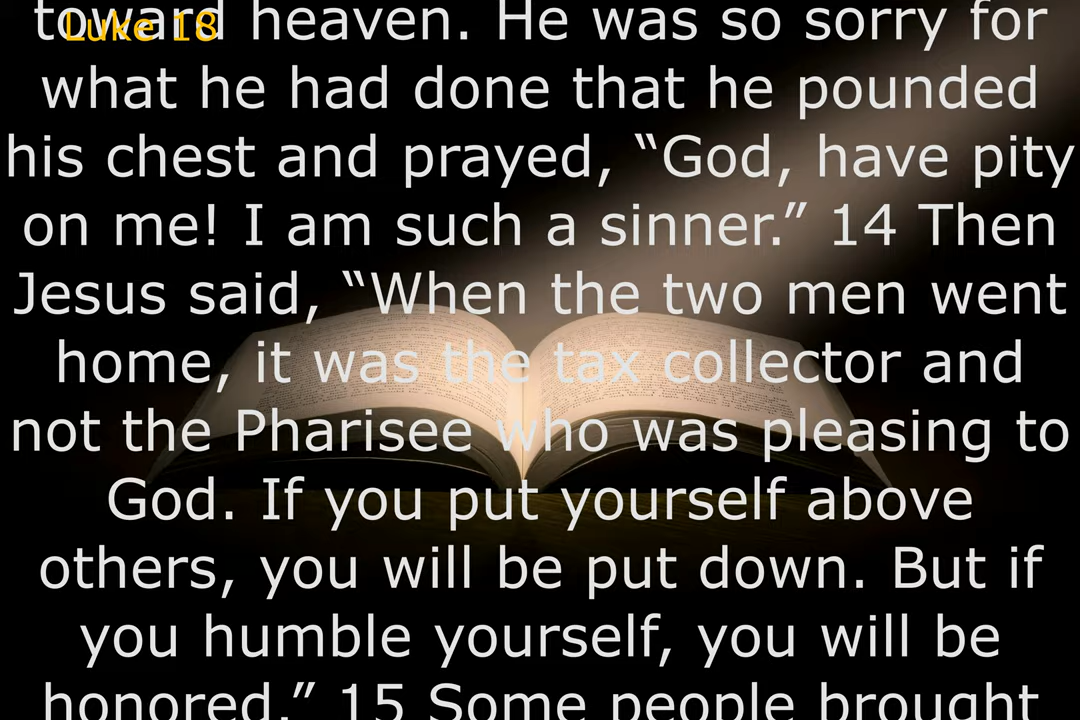 Luke 18
toward heaven. He was so sorry for
what he had done that he pounded
his chest and prayed, “God, have pity
on me! I am such a sinner.” 14 Then
Jesus said, “When the two men went
home, it was the tax collector and
not the Pharisee who was pleasing to
God. If you put yourself above
others, you will be put down. But if
you humble yourself, you will be
honored.” 15 Some people brought